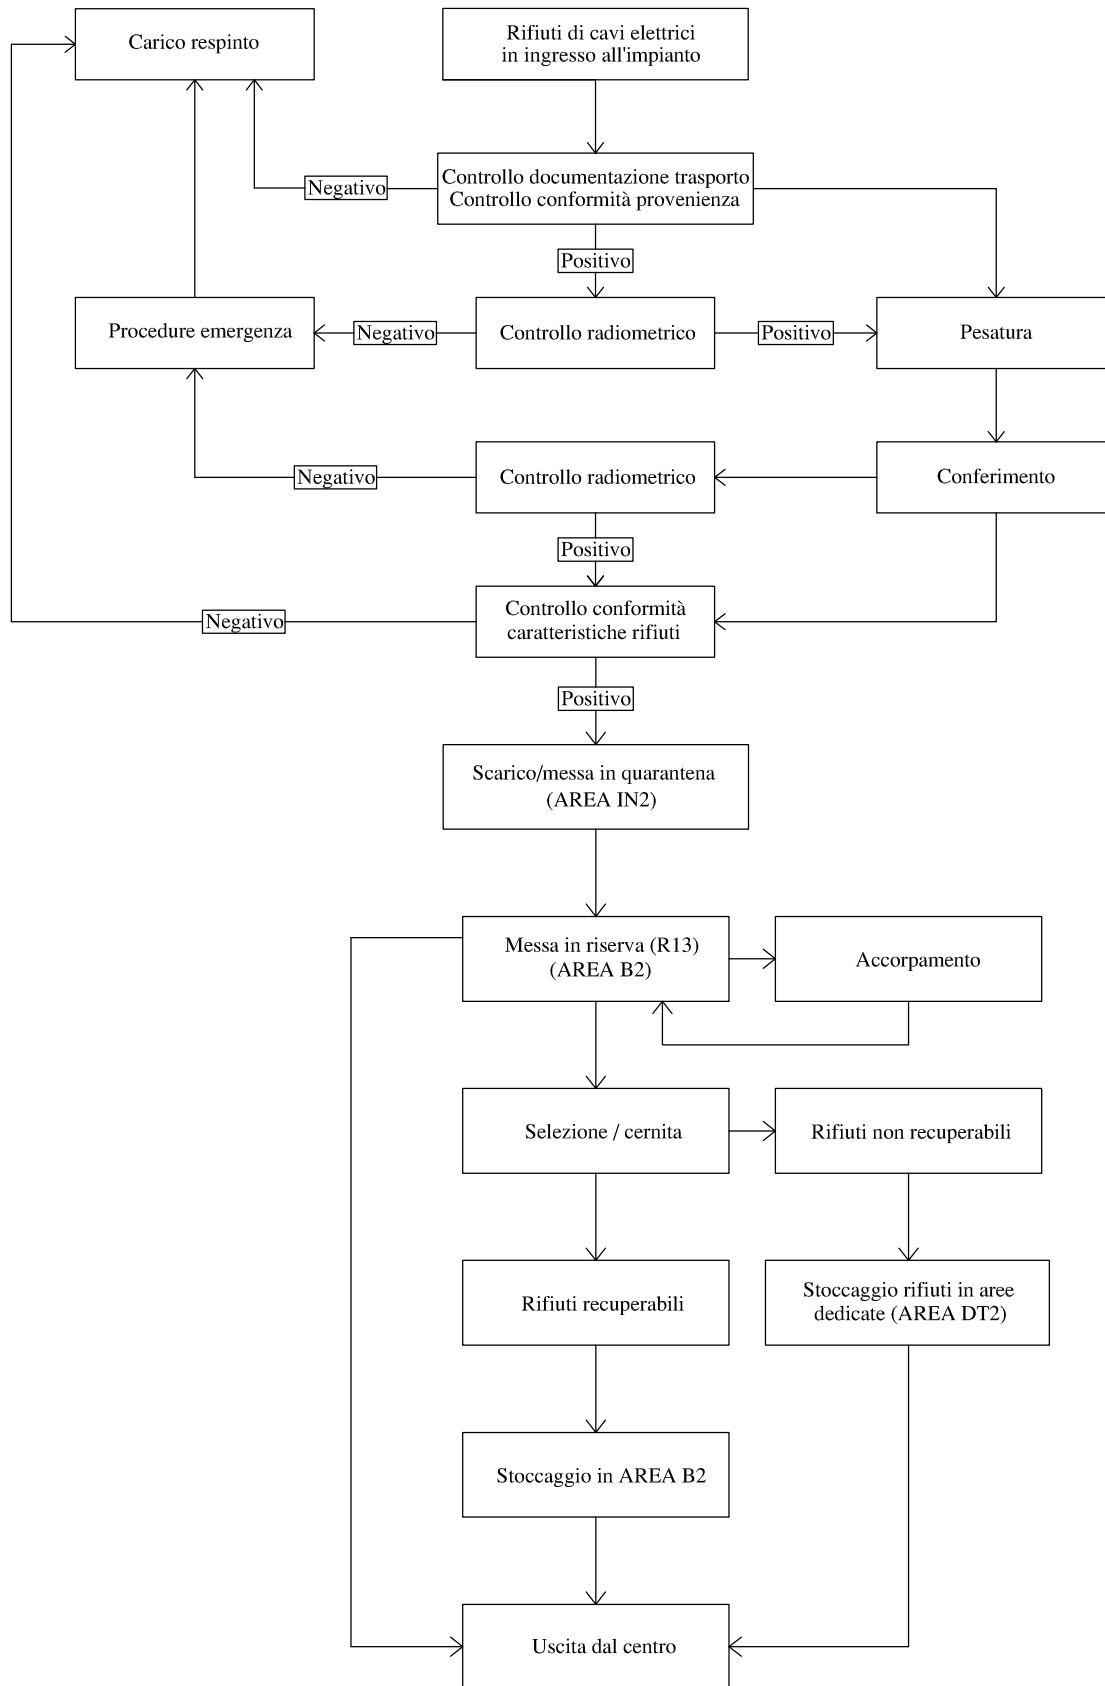 Carico respinto
Rifiuti di cavi elettrici
in ingresso all'impianto
Controllo documentazione trasporto
Controllo conformità provenienza
Negativo
Positivo
Procedure emergenza
Negativo
Controllo radiometrico
Positivo
Pesatura
Negativo
Controllo radiometrico
Conferimento
Positivo
Controllo conformità
caratteristiche rifiuti
Negativo
Positivo
Scarico/messa in quarantena
(AREA IN2)
Messa in riserva (R13)
(AREA B2)
Accorpamento
Selezione / cernita
Rifiuti non recuperabili
Rifiuti recuperabili
Stoccaggio rifiuti in aree
dedicate (AREA DT2)
Stoccaggio in AREA B2
Uscita dal centro